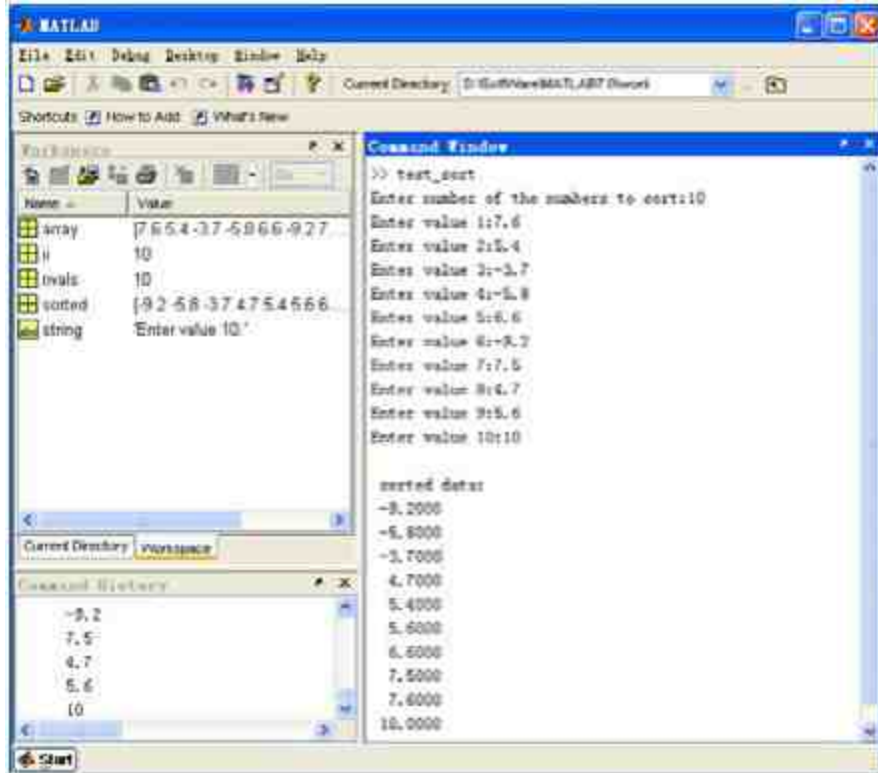 MATLAB
File Edit Debug Desktop Window Help
Current Directory: D:\SoftWare\MATLAB7
Shortcuts How to Add What's New
Workspace
Name Value
array [7.6 5.4 -3.7 -5.8 6.6 -9.2 7...
ii 10
nvals 10
sorted [-9.2 -5.8 -3.7 4.7 5.4 5.6 6...
string 'Enter value 10:'
Current Directory Workspace
Command History
-9.2
7.5
4.7
5.6
10
Command Window
>> test_sort
Enter number of the numbers to sort:10
Enter value 1:7.6
Enter value 2:5.4
Enter value 3:-3.7
Enter value 4:-5.8
Enter value 5:6.6
Enter value 6:-9.2
Enter value 7:7.5
Enter value 8:4.7
Enter value 9:5.6
Enter value 10:10
sorted data:
-9.2000
-5.8000
-3.7000
4.7000
5.4000
5.6000
6.6000
7.5000
7.6000
10.0000
Start